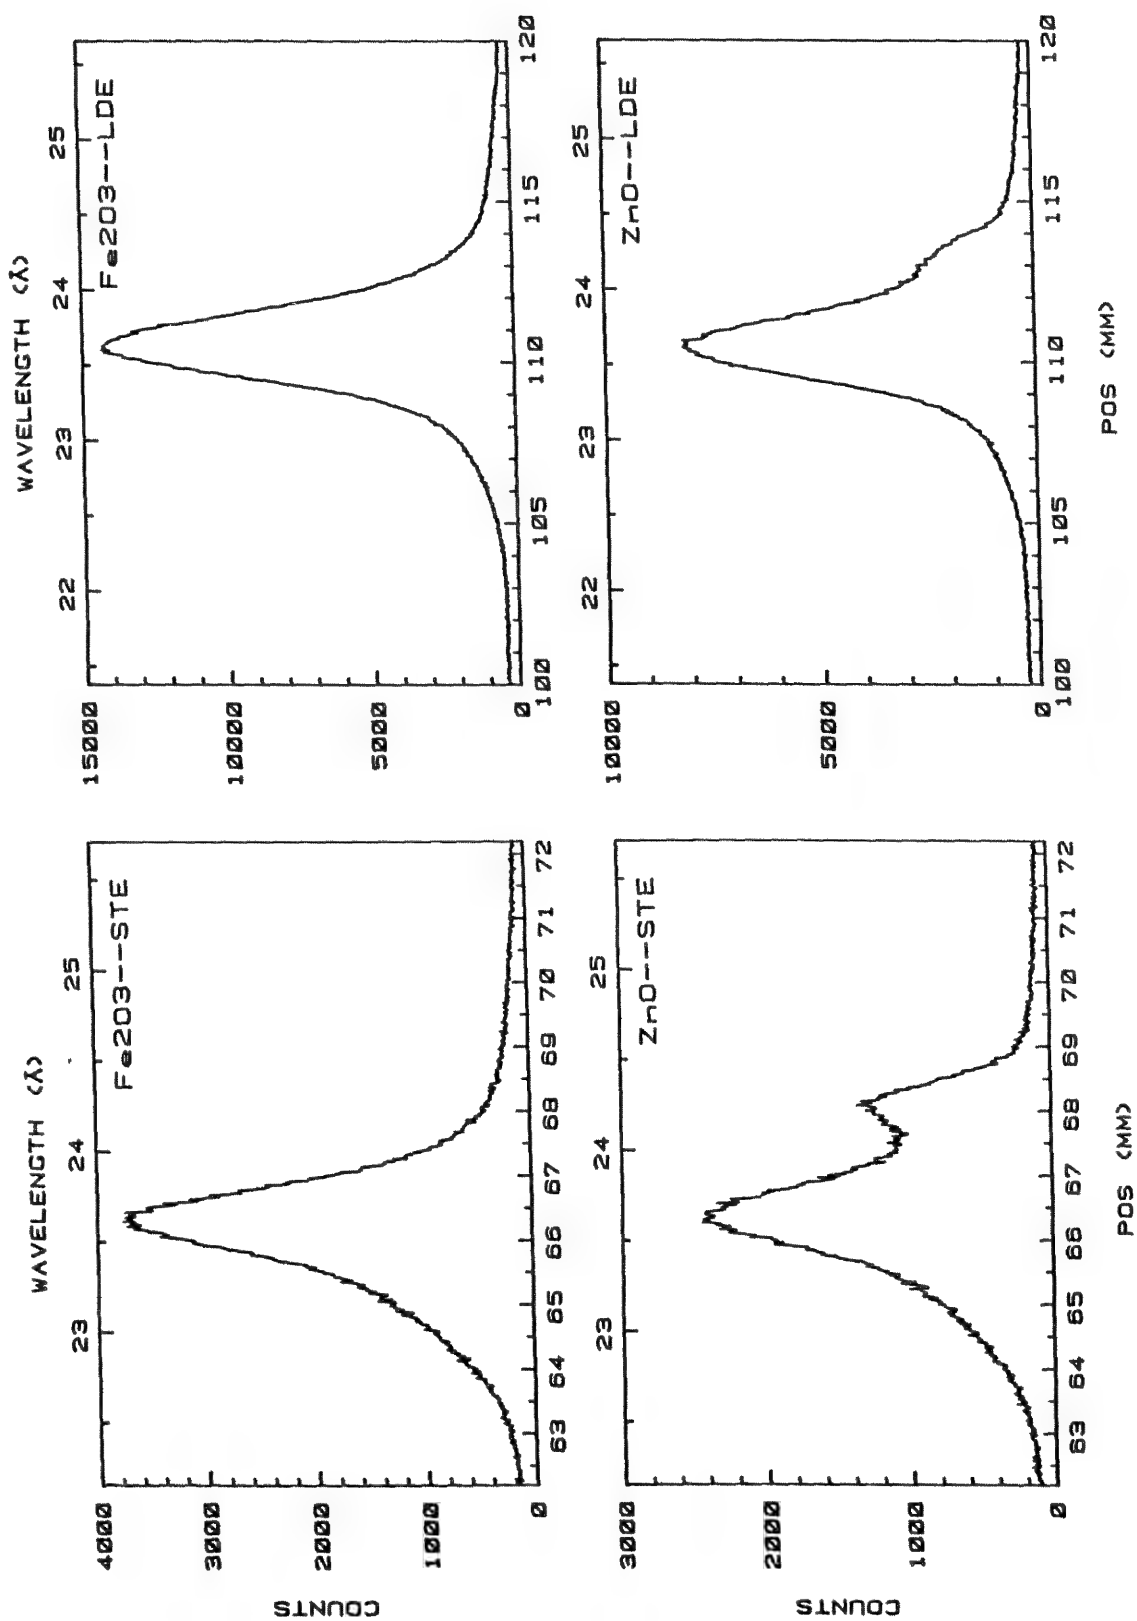 WAVELENGTH (Å)
23 24 25
Fe2O3--STE
4000
3000
2000
1000
0
COUNTS
63 64 65 66 67 68 69 70 71 72
WAVELENGTH (Å)
22 23 24 25
Fe2O3--LDE
15000
10000
5000
0
100 105 110 115 120
23 24 25
ZnO--STE
3000
2000
1000
0
COUNTS
63 64 65 66 67 68 69 70 71 72
POS (MM)
22 23 24 25
ZnO--LDE
10000
5000
0
100 105 110 115 120
POS (MM)